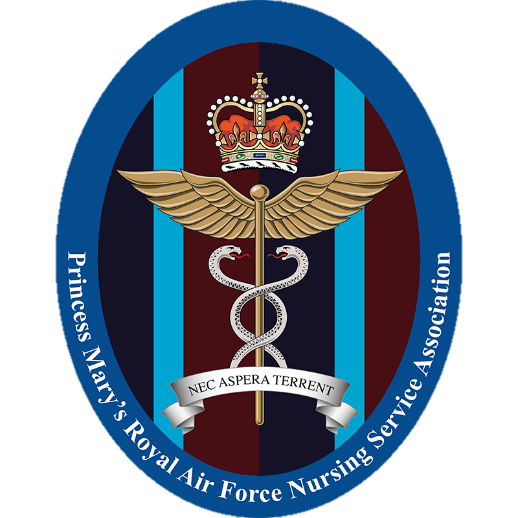 NEC ASPERA TERRENT
Princess Mary's Royal Air Force Nursing Service Association